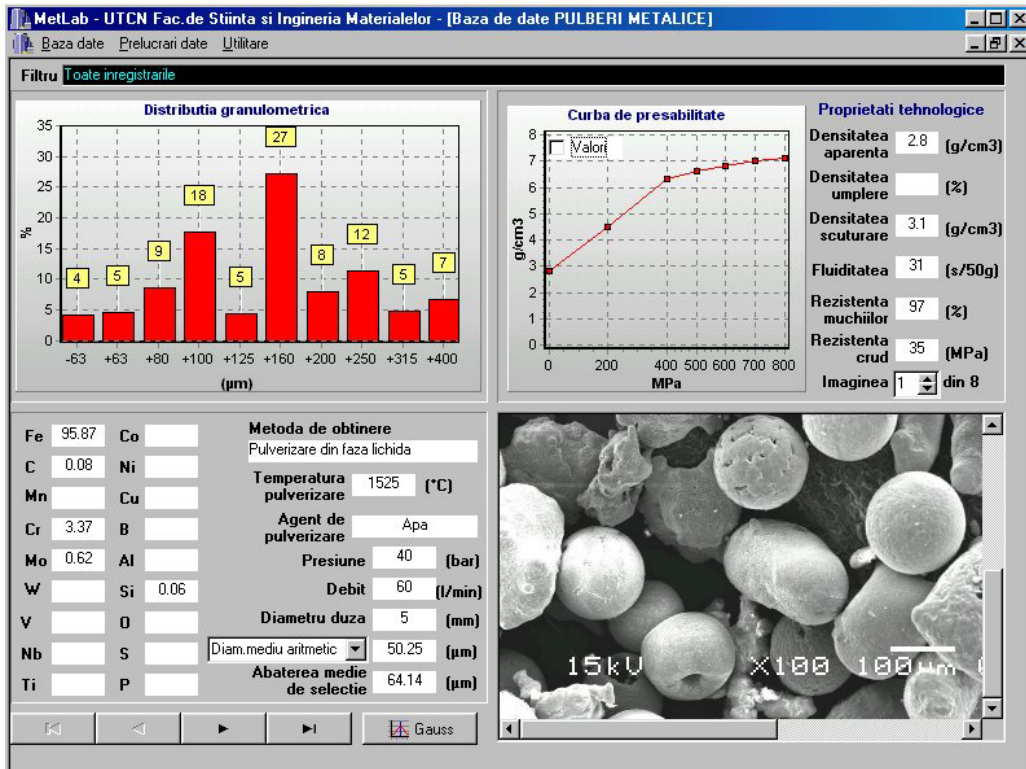 MetLab - UTCN Fac.de Stiinta si Ingineria Materialelor - [Baza de date PULBERI METALICE]
Baza date Prelucrari date Utilitare
Filtru Toate inregistrarile
Distributia granulometrica
35
30
25
20
15
10
5
0
%
4 5 9 18 5 27 8 12 5 7
-63 +63 +80 +100 +125 +160 +200 +250 +315 +400
(µm)
Curba de presabilitate
Valori
8
7
6
5
4
3
2
1
0
g/cm3
0 200 400 500 600 700 800
MPa
Proprietati tehnologice
Densitatea
aparenta 2.8 (g/cm3)
Densitatea
umplere (%)
Densitatea
scuturare 3.1 (g/cm3)
Fluiditatea 31 (s/50g)
Rezistenta
muchiilor 97 (%)
Rezistenta
crud 35 (MPa)
Imaginea 1 din 8
Fe 95.87 Co
C 0.08 Ni
Mn Cu
Cr 3.37 B
Mo 0.62 Al
W Si 0.06
V O
Nb S
Ti P
Metoda de obtinere
Pulverizare din faza lichida
Temperatura
pulverizare 1525 (°C)
Agent de
pulverizare Apa
Presiune 40 (bar)
Debit 60 (l/min)
Diametru duza 5 (mm)
Diam.mediu aritmetic 50.25 (µm)
Abaterea medie
de selectie 64.14 (µm)
Gauss
15kV X100 100µm